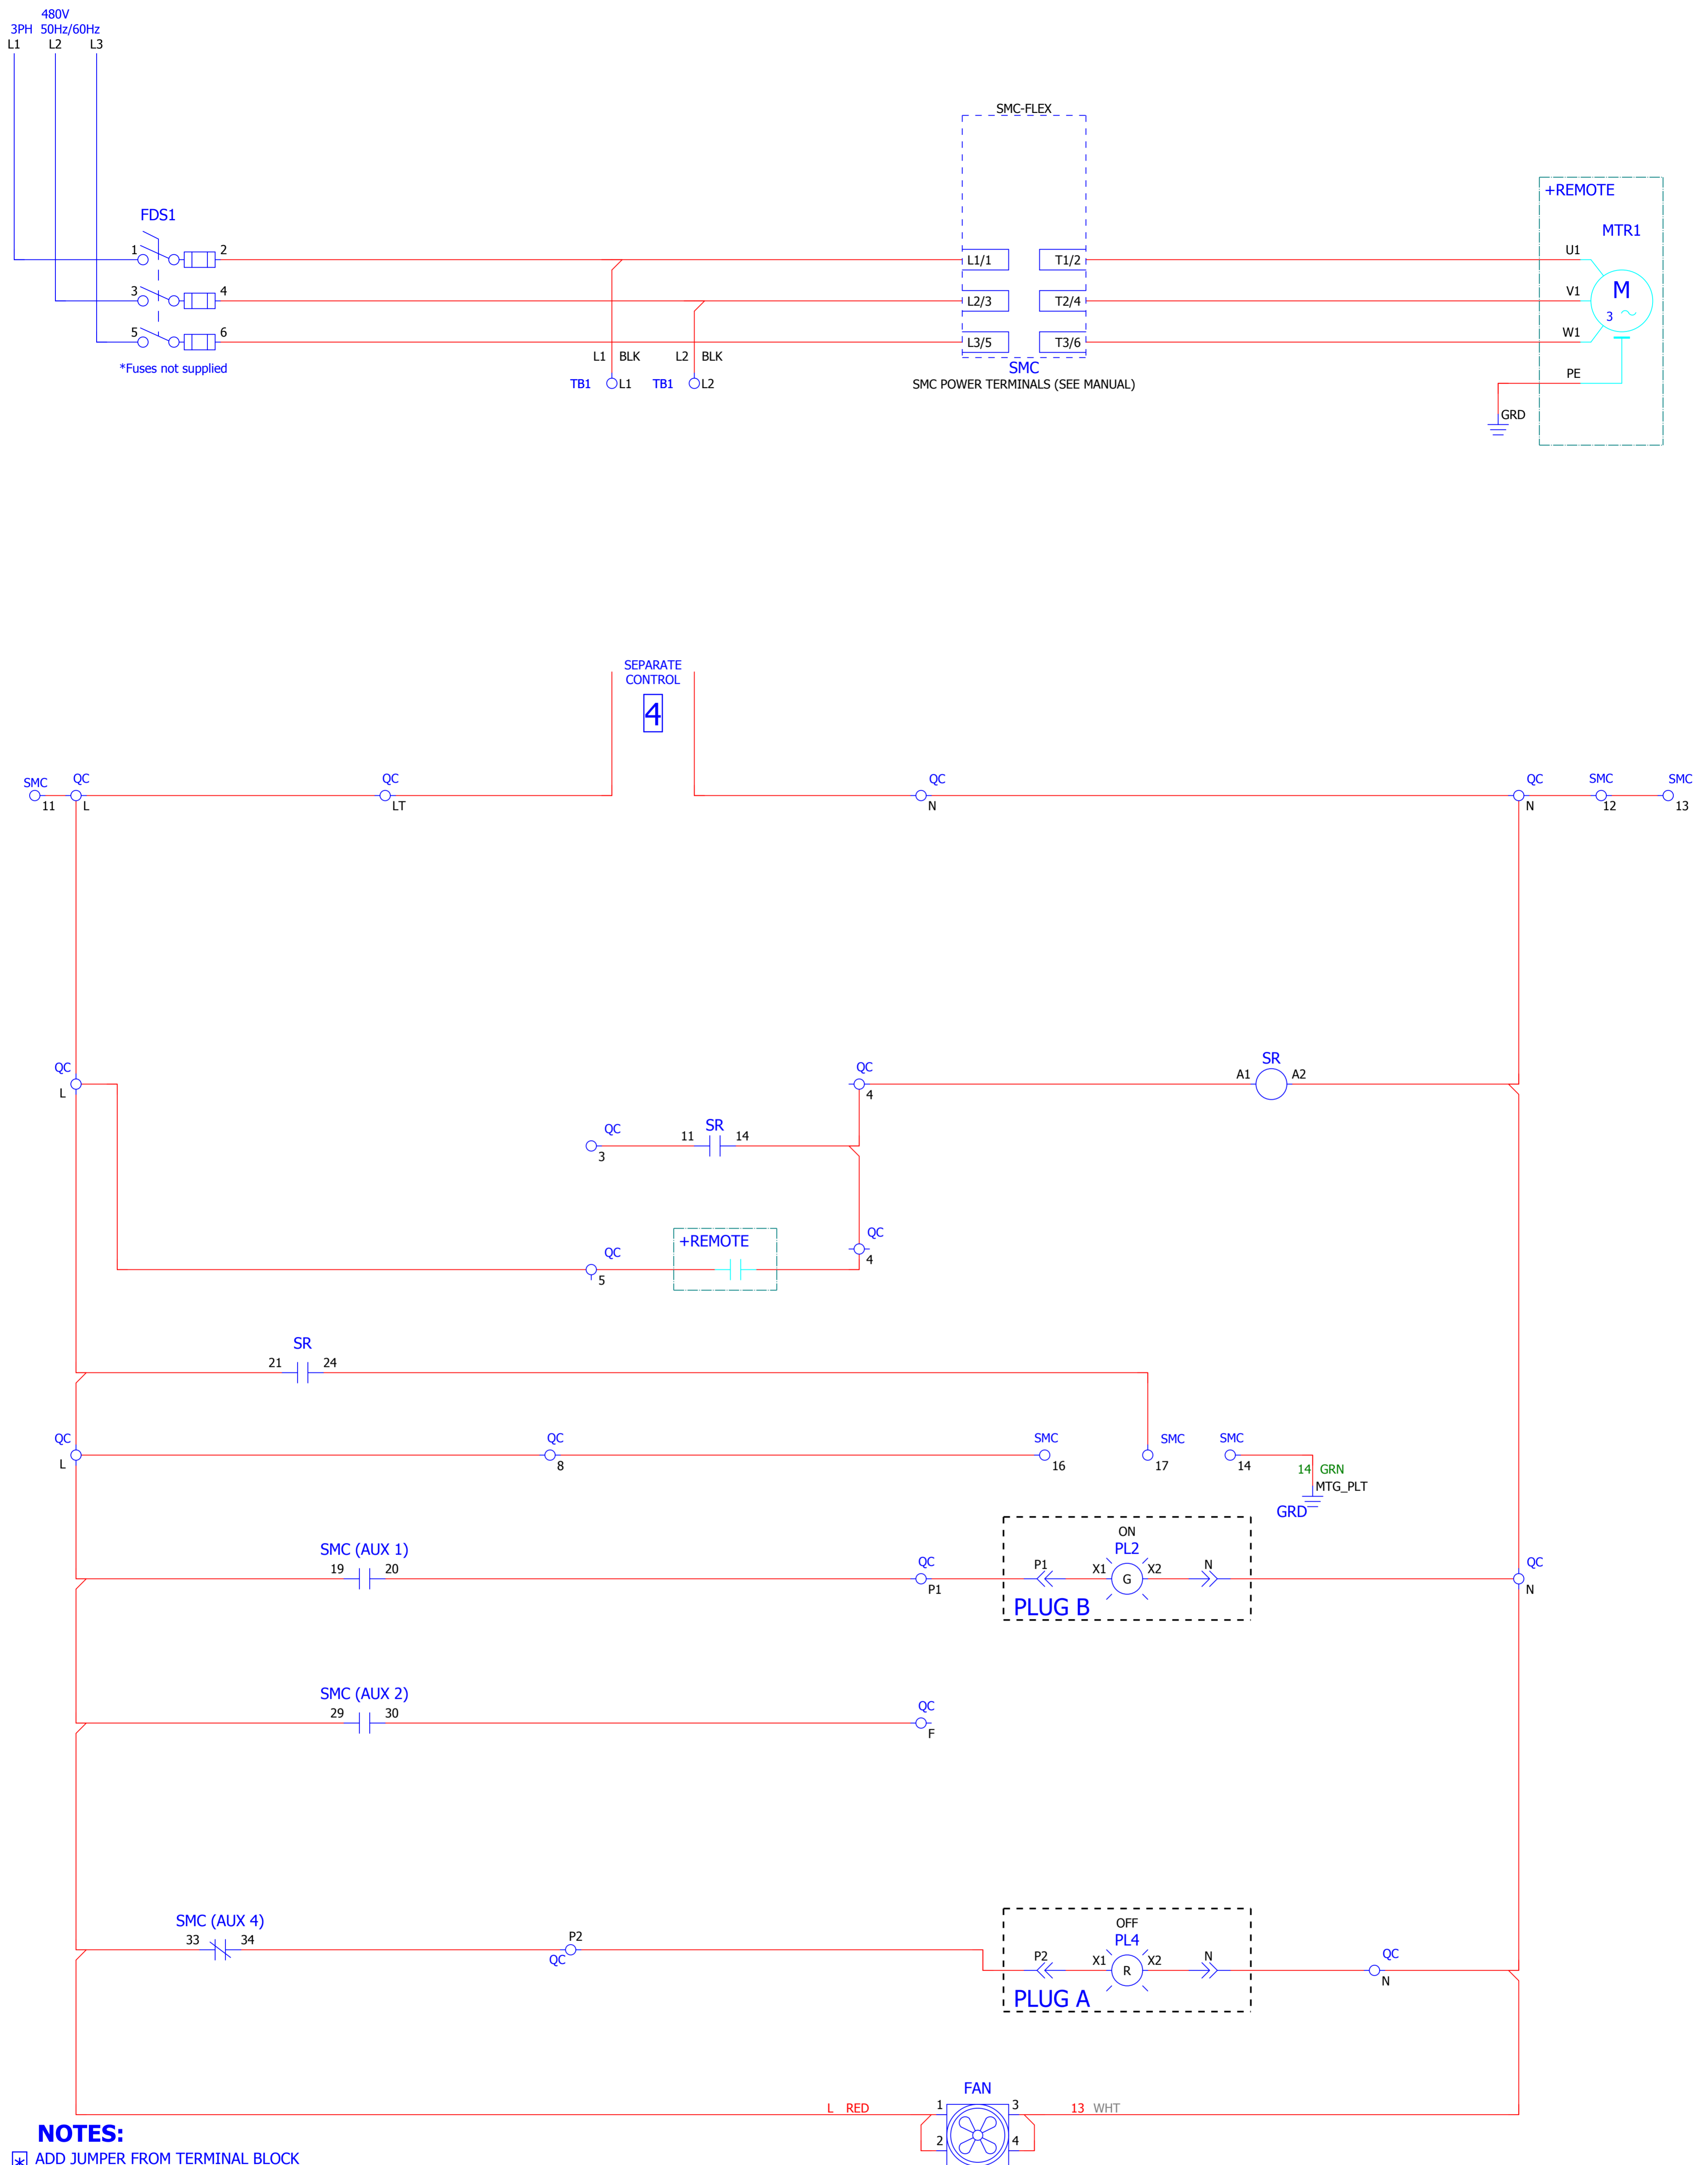 480V
3PH 50Hz/60Hz
L1 L2 L3
SMC-FLEX
+REMOTE
FDS1
MTR1
1 2
L1/1 T1/2
U1
3 4
L2/3 T2/4
V1
M
3
5 6
L3/5 T3/6
W1
*Fuses not supplied
L1 BLK L2 BLK
SMC
TB1 L1 TB1 L2
SMC POWER TERMINALS (SEE MANUAL)
PE
GRD
SEPARATE
CONTROL
4
SMC QC QC QC QC SMC SMC
11 L LT N N 12 13
QC QC SR
L 4 A1 A2
QC SR
3 11 14
QC +REMOTE QC
5 4
SR
21 24
QC QC SMC SMC SMC
L 8 16 17 14
14 GRN
MTG_PLT
GRD
ON
SMC (AUX 1) PL2
19 20 QC P1 X1 G X2 N QC
P1 N
PLUG B
SMC (AUX 2)
29 30 QC
F
OFF
SMC (AUX 4) PL4
33 34 P2 P2 X1 R X2 N QC
QC N
PLUG A
FAN
L RED 1 3 13 WHT
2 4
NOTES:
* ADD JUMPER FROM TERMINAL BLOCK